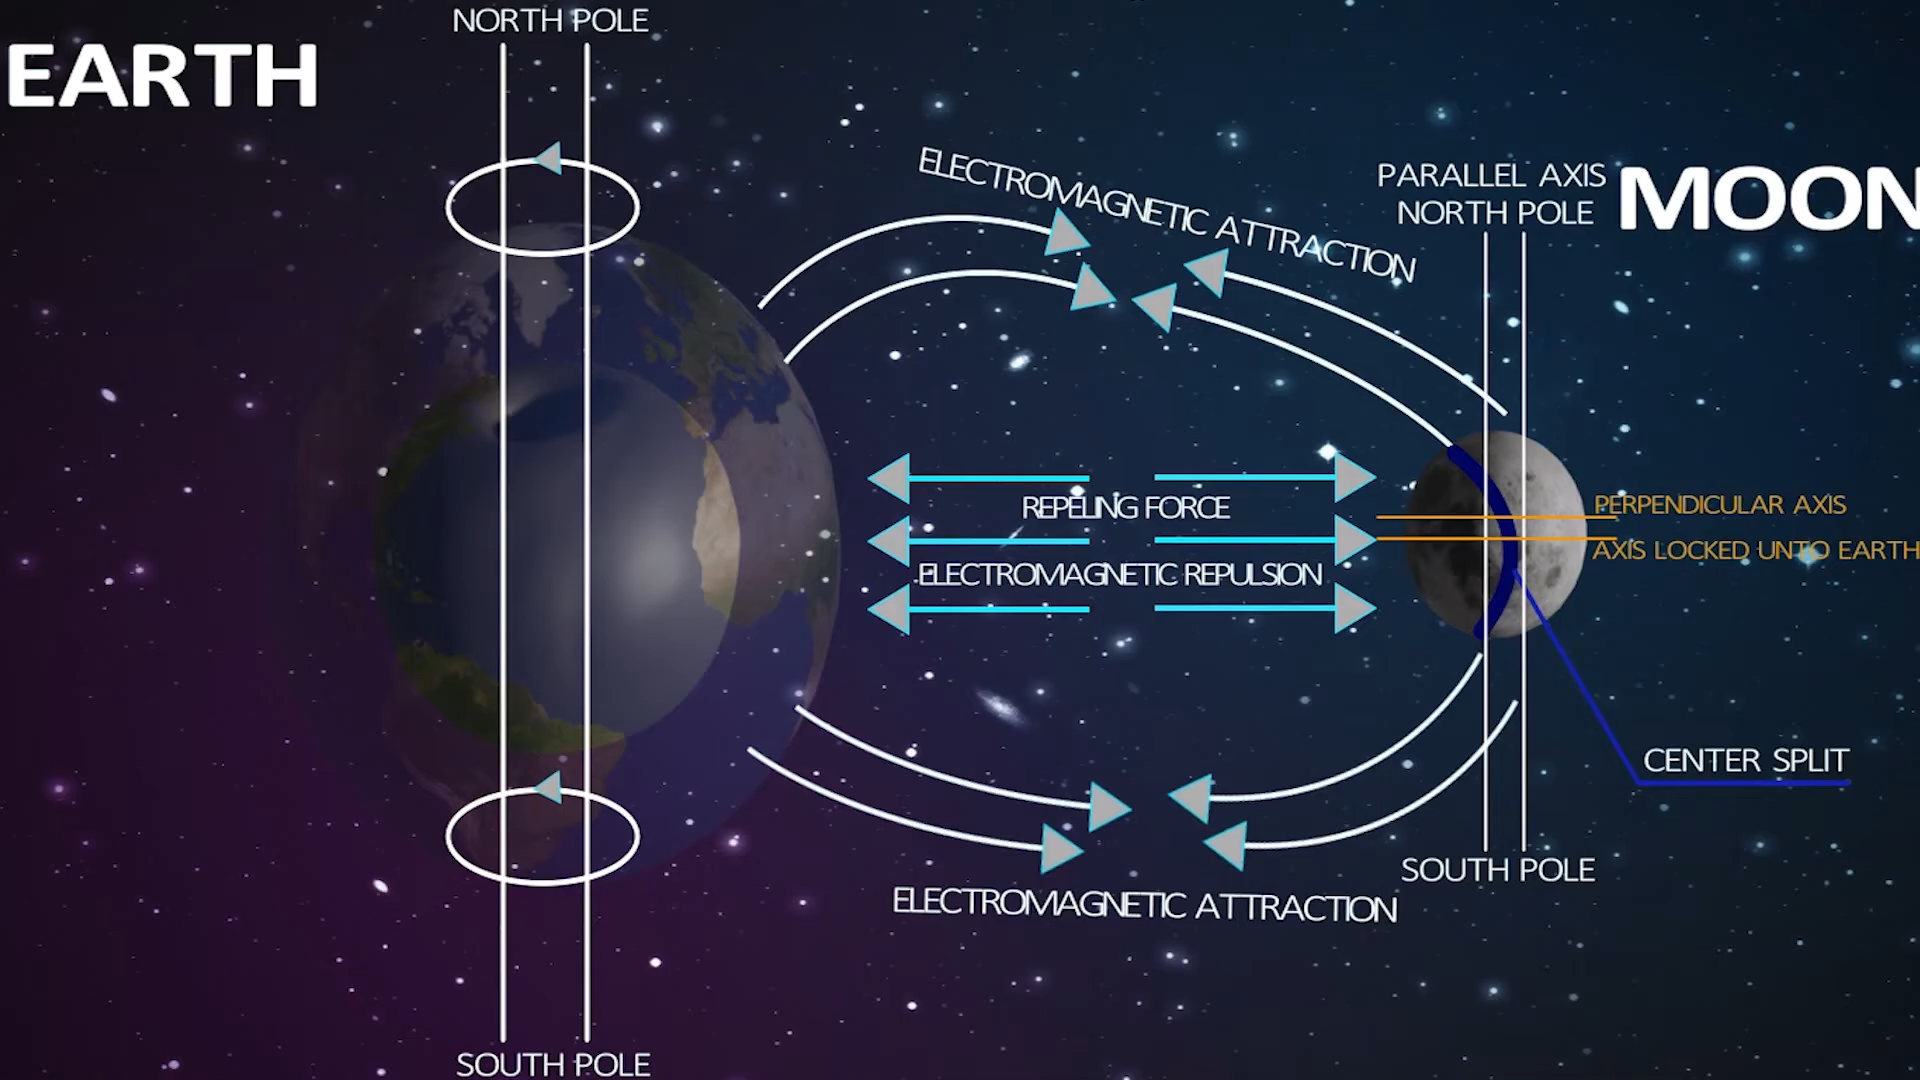 NORTH POLE
EARTH
ELECTROMAGNETIC ATTRACTION
PARALLEL AXIS
NORTH POLE
MOON
REPELING FORCE
PERPENDICULAR AXIS
AXIS LOCKED UNTO EARTH
ELECTROMAGNETIC REPULSION
CENTER SPLIT
SOUTH POLE
ELECTROMAGNETIC ATTRACTION
SOUTH POLE